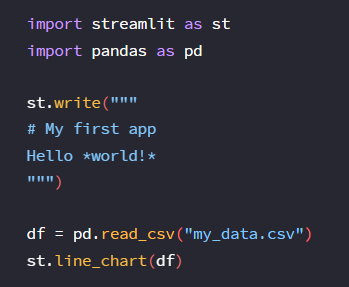 import streamlit as st
import pandas as pd
st.write("""
# My first app
Hello *world!*
""")
df = pd.read_csv("my_data.csv")
st.line_chart(df)